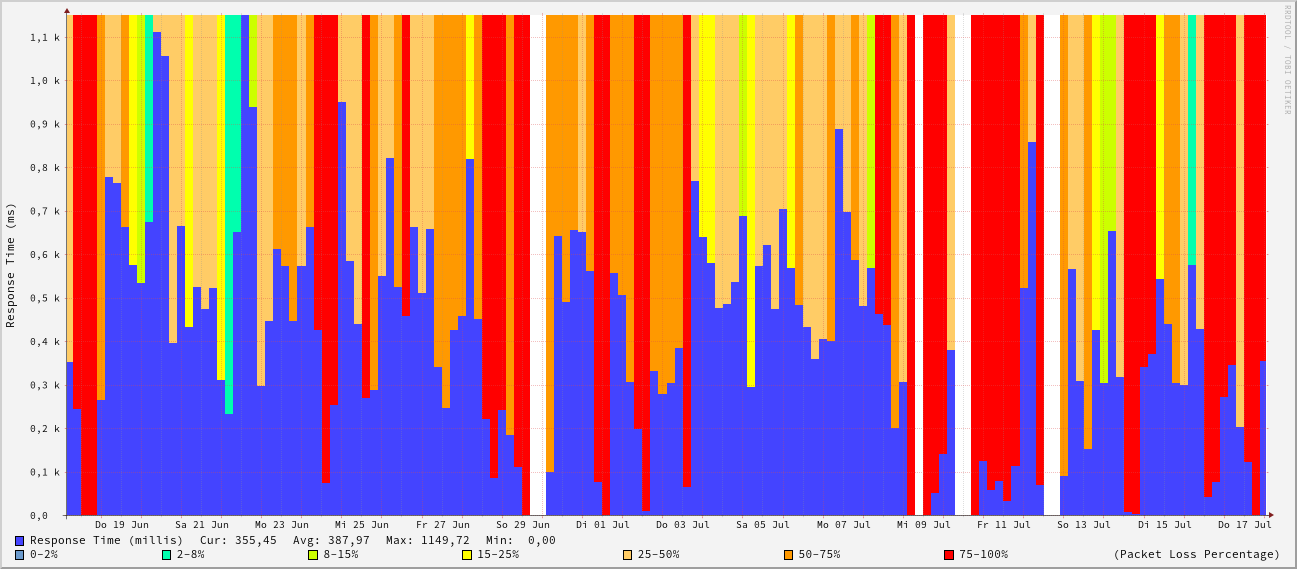 RRDTOOL / TOBI OETIKER
Response Time (ms)
1,1 k
1,0 k
0,9 k
0,8 k
0,7 k
0,6 k
0,5 k
0,4 k
0,3 k
0,2 k
0,1 k
0,0
Do 19 Jun Sa 21 Jun Mo 23 Jun Mi 25 Jun Fr 27 Jun So 29 Jun Di 01 Jul Do 03 Jul Sa 05 Jul Mo 07 Jul Mi 09 Jul Fr 11 Jul So 13 Jul Di 15 Jul Do 17 Jul
Response Time (millis) Cur: 355,45 Avg: 387,97 Max: 1149,72 Min: 0,00
0-2% 2-8% 8-15% 15-25% 25-50% 50-75% 75-100% (Packet Loss Percentage)